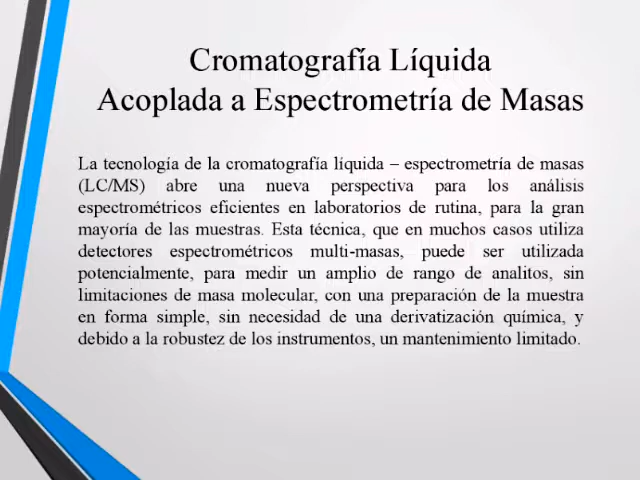 Cromatografía Líquida
Acoplada a Espectrometría de Masas
La tecnología de la cromatografía líquida – espectrometría de masas
(LC/MS) abre una nueva perspectiva para los análisis
espectrométricos eficientes en laboratorios de rutina, para la gran
mayoría de las muestras. Esta técnica, que en muchos casos utiliza
detectores espectrométricos multi-masas, puede ser utilizada
potencialmente, para medir un amplio de rango de analitos, sin
limitaciones de masa molecular, con una preparación de la muestra
en forma simple, sin necesidad de una derivatización química, y
debido a la robustez de los instrumentos, un mantenimiento limitado.